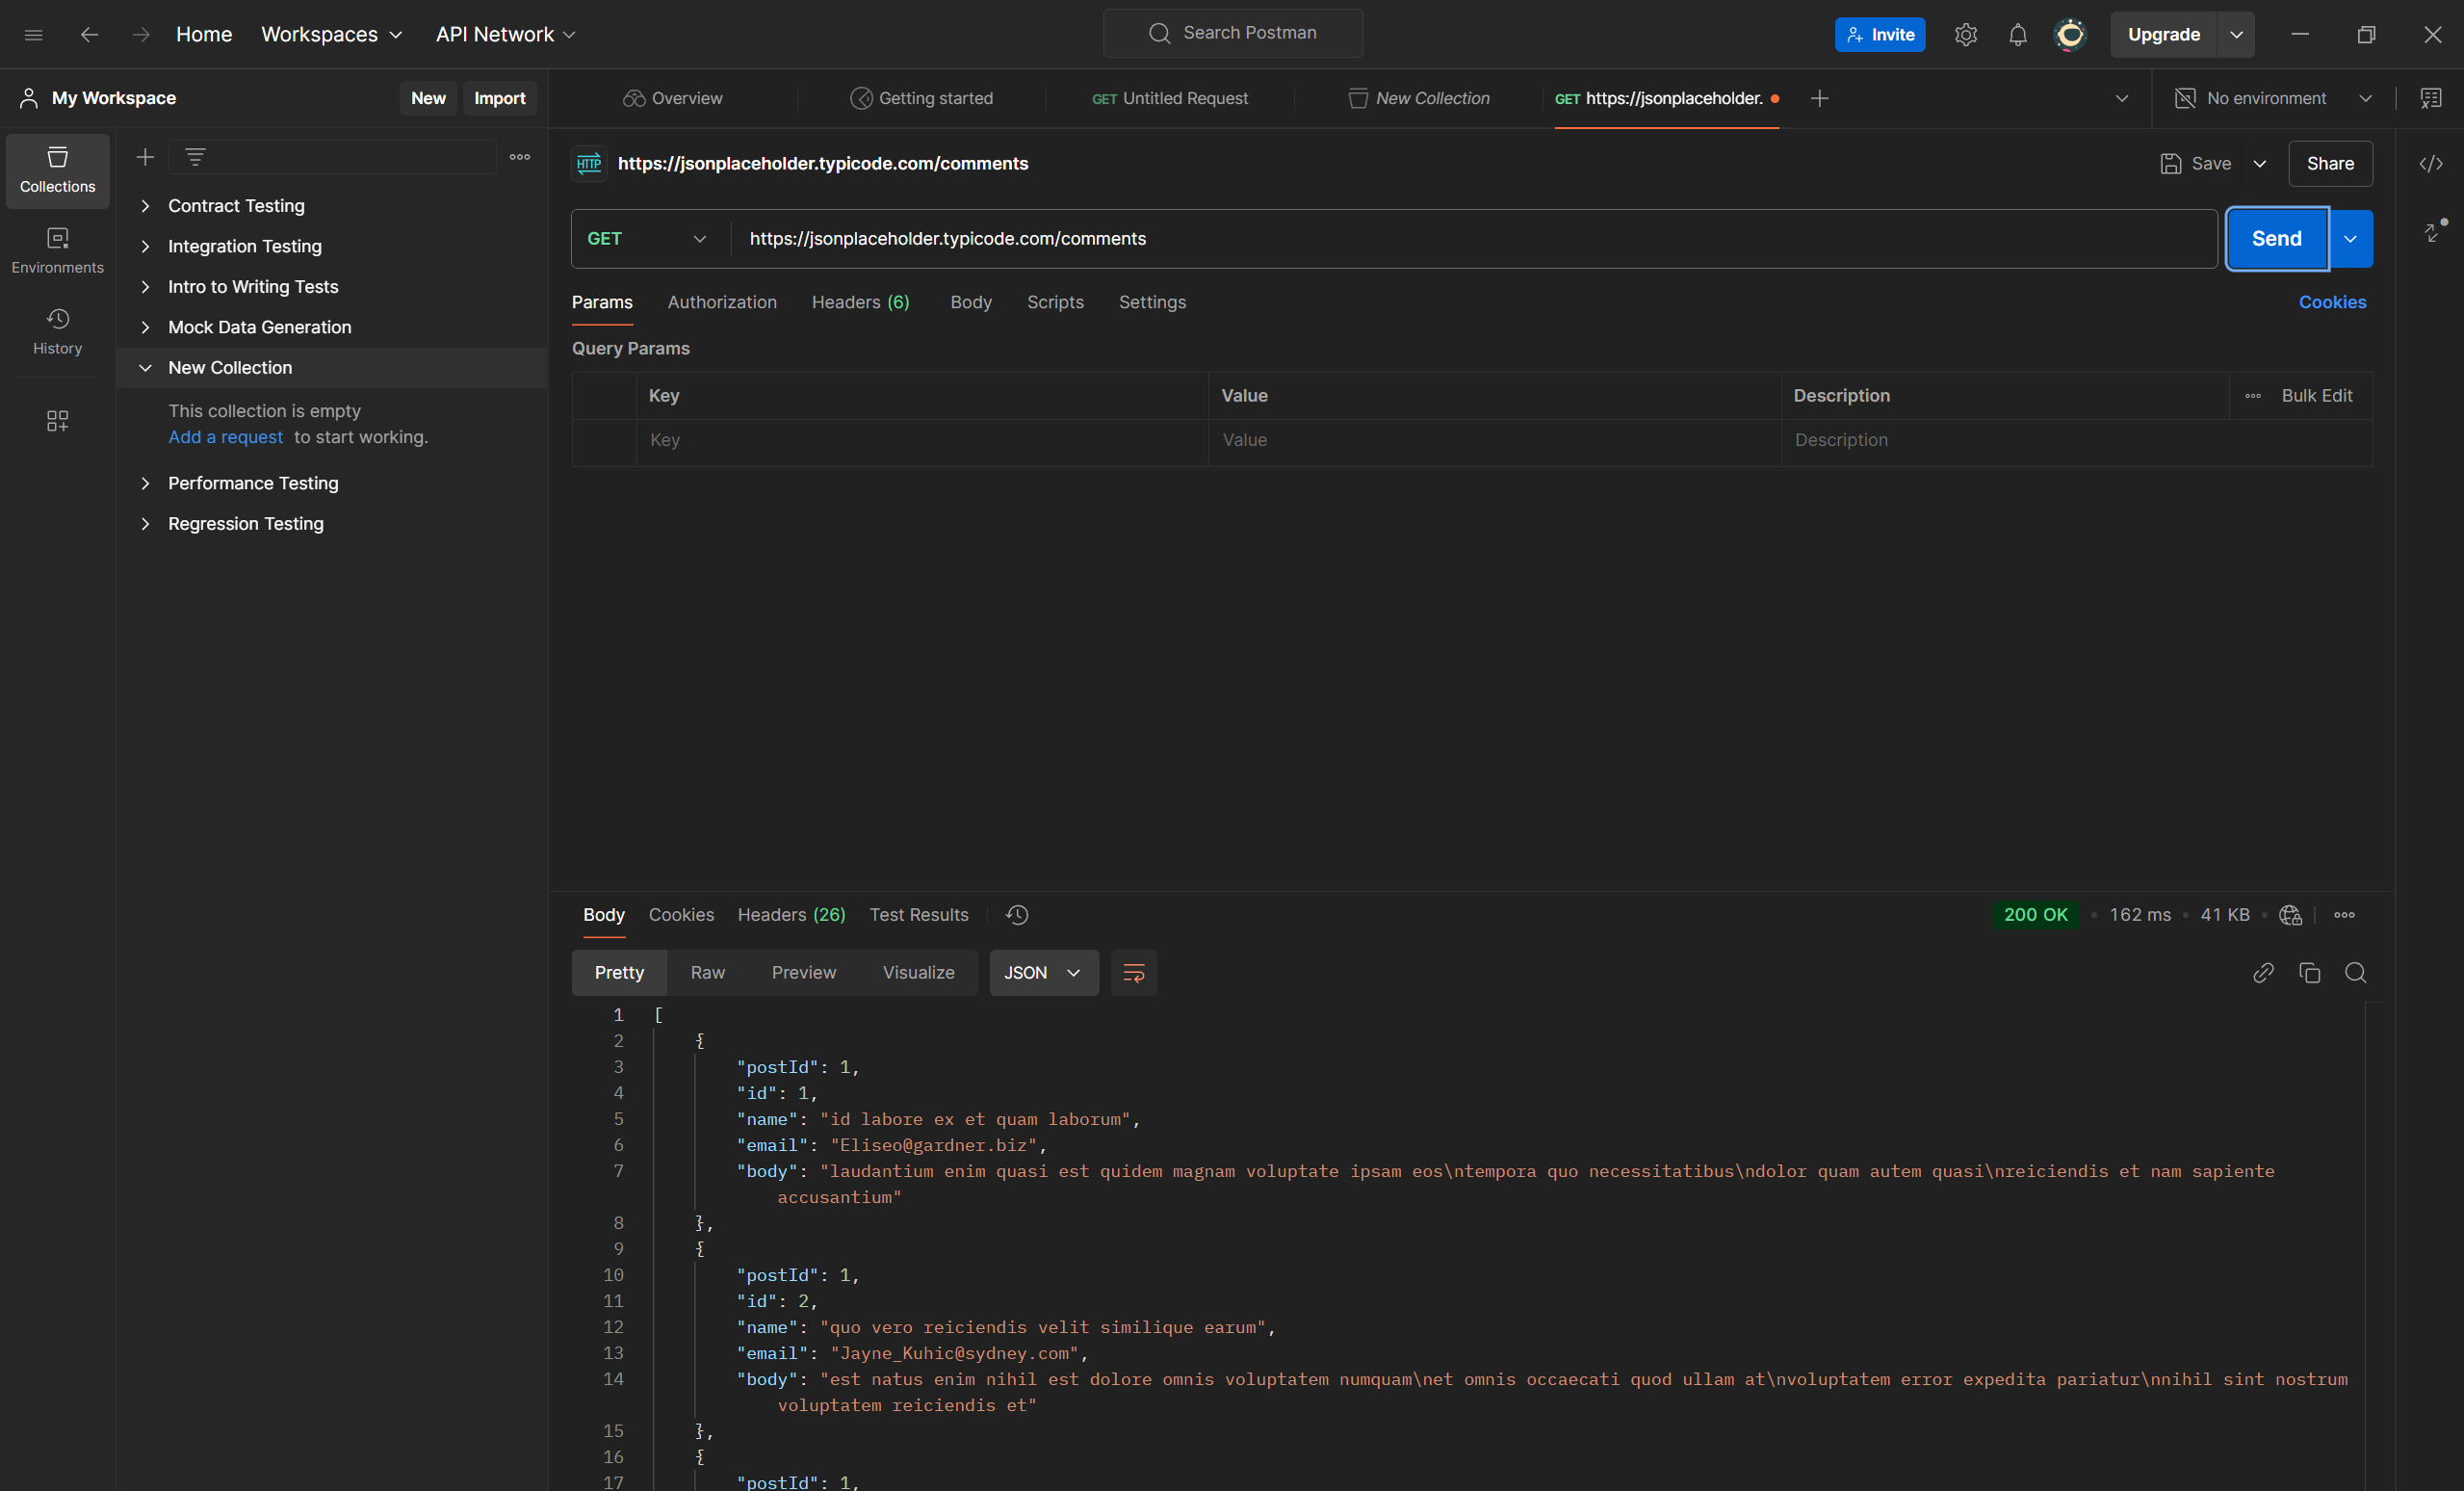 Home Workspaces API Network Search Postman Invite Upgrade
My Workspace New Import Overview Getting started GET Untitled Request New Collection GET https://jsonplaceholder. No environment
Collections
Environments
History
Contract Testing
Integration Testing
Intro to Writing Tests
Mock Data Generation
New Collection
This collection is empty
Add a request to start working.
Performance Testing
Regression Testing
HTTP https://jsonplaceholder.typicode.com/comments Save Share
GET https://jsonplaceholder.typicode.com/comments Send
Params Authorization Headers (6) Body Scripts Settings Cookies
Query Params
Key Value Description Bulk Edit
Key Value Description
Body Cookies Headers (26) Test Results 200 OK • 162 ms • 41 KB •
Pretty Raw Preview Visualize JSON
1 [
2 {
3 "postId": 1,
4 "id": 1,
5 "name": "id labore ex et quam laborum",
6 "email": "Eliseo@gardner.biz",
7 "body": "laudantium enim quasi est quidem magnam voluptate ipsam eos\ntempora quo necessitatibus\ndolor quam autem quasi\nreiciendis et nam sapiente
accusantium"
8 },
9 {
10 "postId": 1,
11 "id": 2,
12 "name": "quo vero reiciendis velit similique earum",
13 "email": "Jayne_Kuhic@sydney.com",
14 "body": "est natus enim nihil est dolore omnis voluptatem numquam\net omnis occaecati quod ullam at\nvoluptatem error expedita pariatur\nnihil sint nostrum
voluptatem reiciendis et"
15 },
16 {
17 "postId": 1,